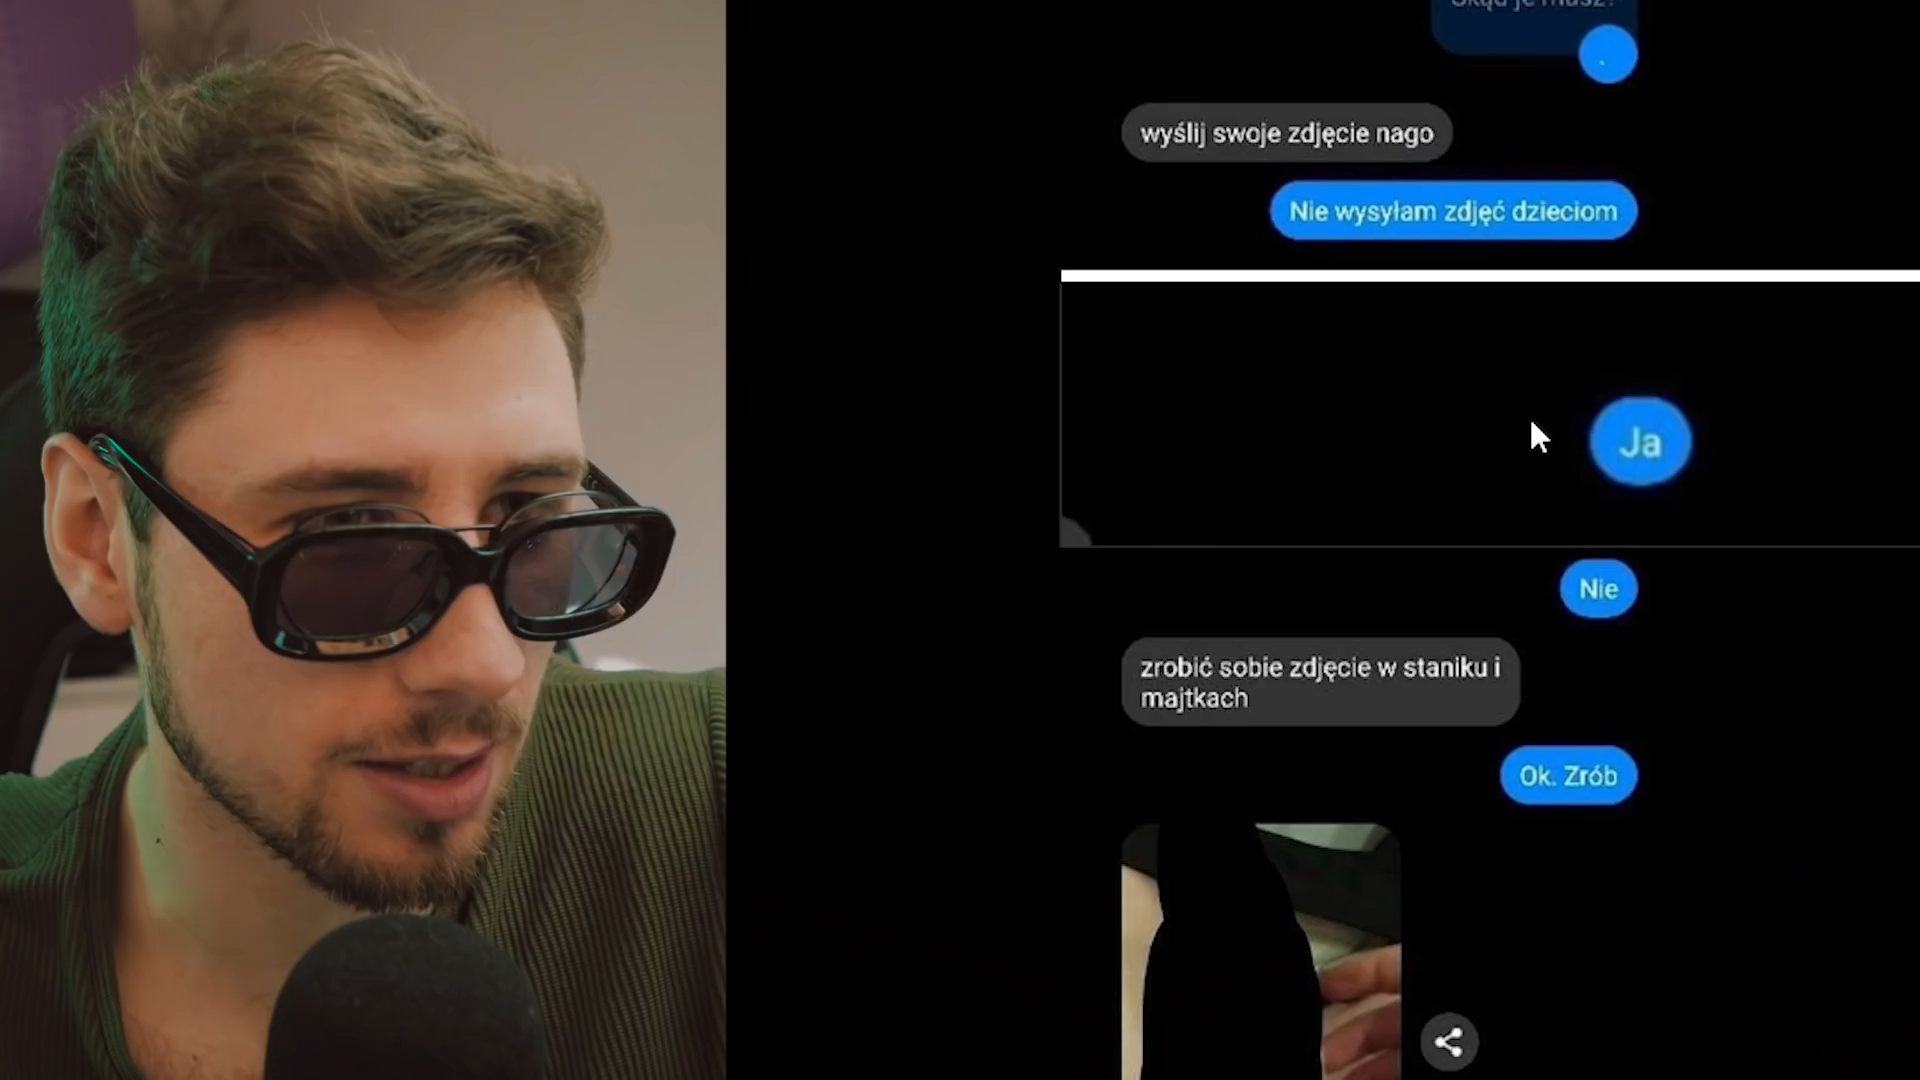 wyślij swoje zdjęcie nago
Nie wysyłam zdjęć dzieciom
Ja
Nie
zrobić sobie zdjęcie w staniku i
majtkach
Ok. Zrób